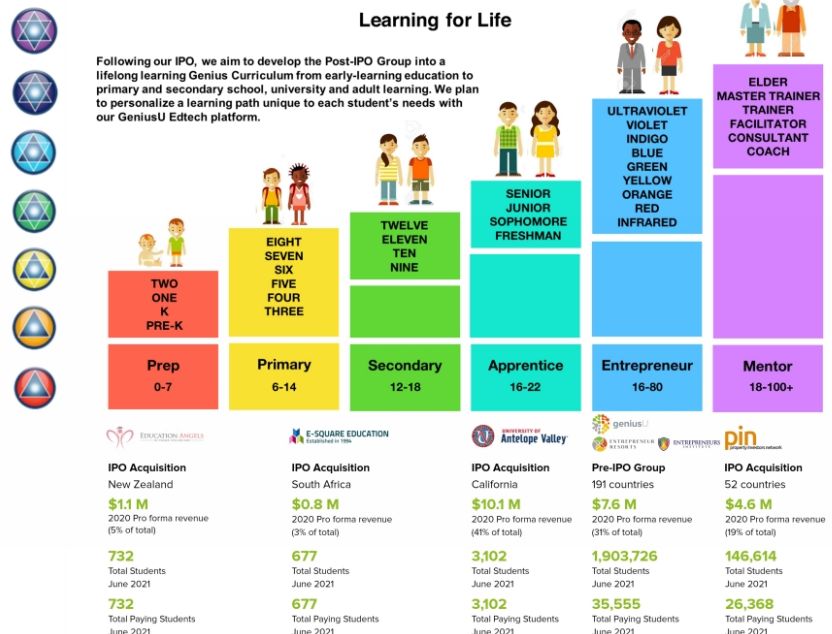 Learning for Life
Following our IPO, we aim to develop the Post-IPO Group into a
lifelong learning Genius Curriculum from early-learning education to
primary and secondary school, university and adult learning. We plan
to personalize a learning path unique to each student's needs with
our GeniusU Edtech platform.
TWO
ONE
K
PRE-K
EIGHT
SEVEN
SIX
FIVE
FOUR
THREE
TWELVE
ELEVEN
TEN
NINE
SENIOR
JUNIOR
SOPHOMORE
FRESHMAN
ULTRAVIOLET
VIOLET
INDIGO
BLUE
GREEN
YELLOW
ORANGE
RED
INFRARED
ELDER
MASTER TRAINER
TRAINER
FACILITATOR
CONSULTANT
COACH
Prep
0-7
Primary
6-14
Secondary
12-18
Apprentice
16-22
Entrepreneur
16-80
Mentor
18-100+
EDUCATION ANGELS
E-SQUARE EDUCATION
Established in 1994
UNIVERSITY OF
Antelope Valley
geniusU
ENTREPRENEUR
RESORTS
ENTREPRENEURS
INSTITUTE
pin
property investors network
IPO Acquisition
New Zealand
$1.1 M
2020 Pro forma revenue
(5% of total)
732
Total Students
June 2021
732
Total Paying Students
June 2021
IPO Acquisition
South Africa
$0.8 M
2020 Pro forma revenue
(3% of total)
677
Total Students
June 2021
677
Total Paying Students
June 2021
IPO Acquisition
California
$10.1 M
2020 Pro forma revenue
(41% of total)
3,102
Total Students
June 2021
3,102
Total Paying Students
June 2021
Pre-IPO Group
191 countries
$7.6 M
2020 Pro forma revenue
(31% of total)
1,903,726
Total Students
June 2021
35,555
Total Paying Students
June 2021
IPO Acquisition
52 countries
$4.6 M
2020 Pro forma revenue
(19% of total)
146,614
Total Students
June 2021
26,368
Total Paying Students
June 2021